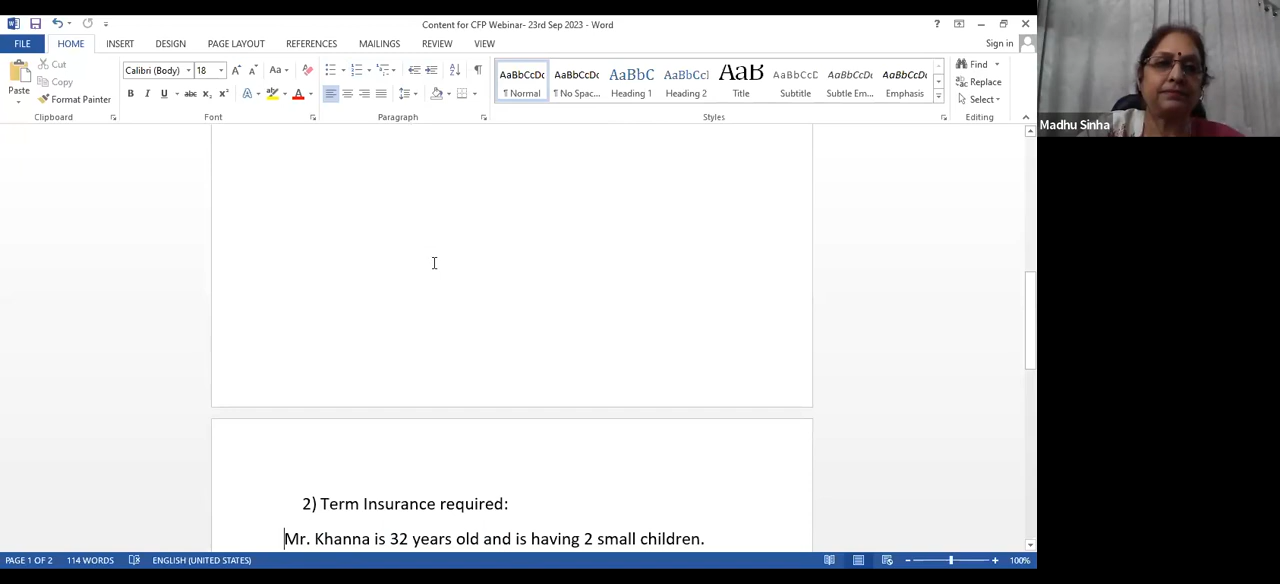 Content for CFP Webinar- 23rd Sep 2023 - Word
FILE HOME INSERT DESIGN PAGE LAYOUT REFERENCES MAILINGS REVIEW VIEW Sign in
Paste
Cut
Copy
Format Painter
Clipboard
Calibri (Body) 18
Font
Paragraph
AaBbCcDc AaBbCcDc AaBbC AaBbCcl AaB AaBbCcD AaBbCcDc AaBbCcDc
¶ Normal ¶ No Spac... Heading 1 Heading 2 Title Subtitle Subtle Em... Emphasis
Styles
Find
Replace
Select
Editing
Madhu Sinha
2) Term Insurance required:
Mr. Khanna is 32 years old and is having 2 small children.
PAGE 1 OF 2 114 WORDS ENGLISH (UNITED STATES) 100%